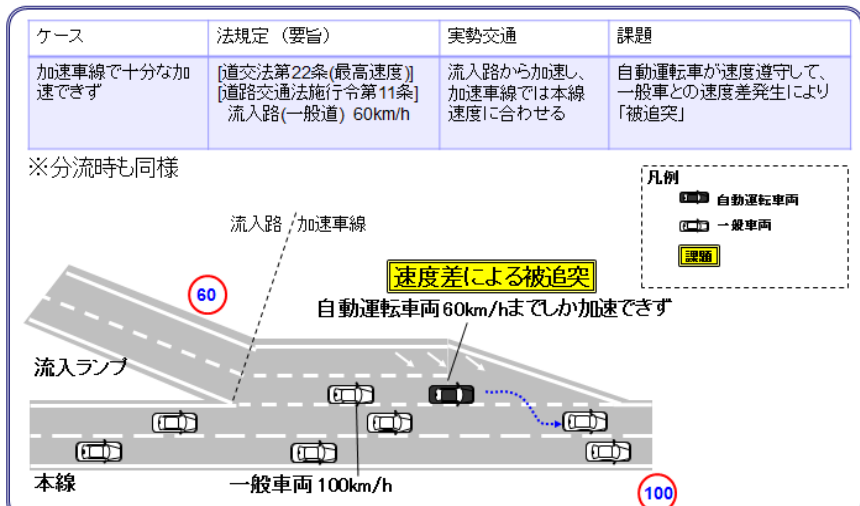 ケース 法規定（要旨） 実勢交通 課題
加速車線で十分な加
速できず
[道交法第22条(最高速度)]
[道路交通法施行令第11条]
流入路(一般道) 60km/h
流入路から加速し、
加速車線では本線
速度に合わせる
自動運転車が速度遵守して、
一般車との速度差発生により
「被追突」
※分流時も同様
凡例
自動運転車両
一般車両
課題
流入路 加速車線
速度差による被追突
60
自動運転車両60km/hまでしか加速できず
流入ランプ
本線
一般車両100km/h
100